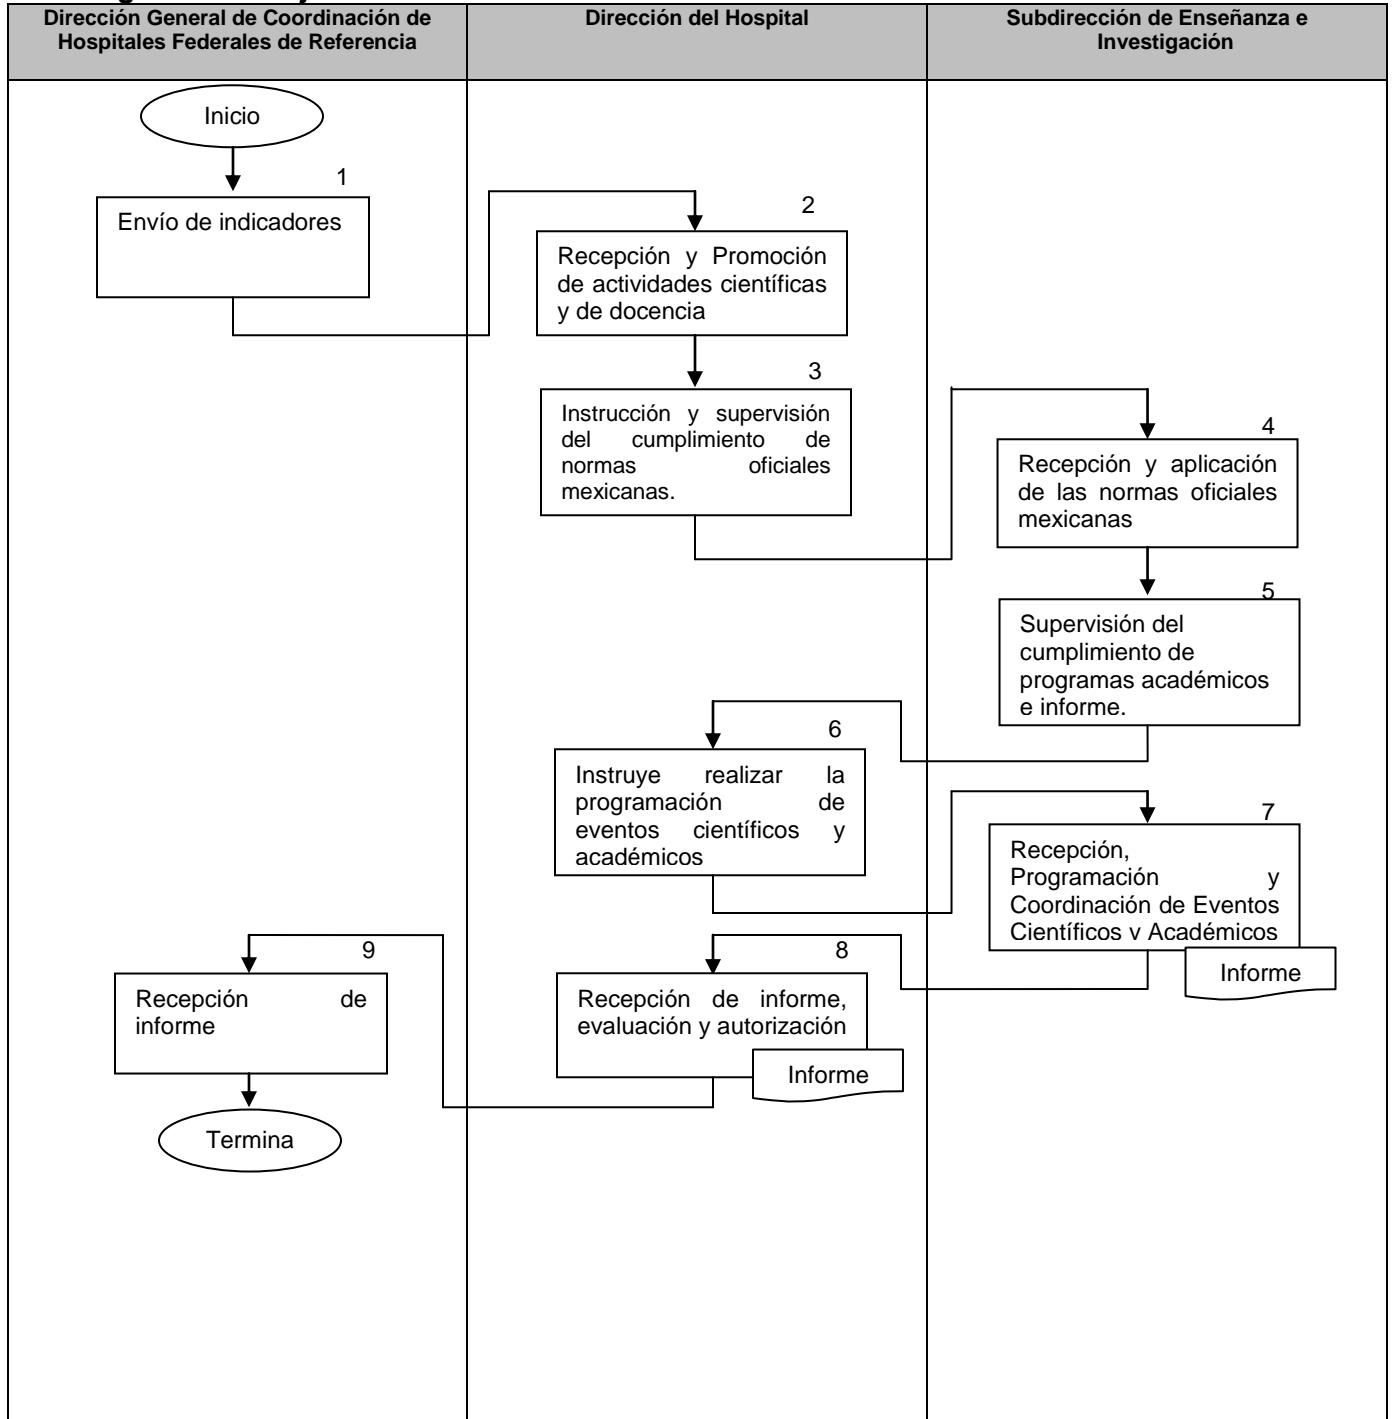 Dirección General de Coordinación de
Hospitales Federales de Referencia
Dirección del Hospital
Subdirección de Enseñanza e
Investigación
Inicio
1
Envío de indicadores
2
Recepción y Promoción
de actividades científicas
y de docencia
3
Instrucción y supervisión
del cumplimiento de
normas oficiales
mexicanas.
4
Recepción y aplicación
de las normas oficiales
mexicanas
5
Supervisión del
cumplimiento de
programas académicos
e informe.
6
Instruye realizar la
programación de
eventos científicos y
académicos
7
Recepción,
Programación y
Coordinación de Eventos
Científicos y Académicos
Informe
8
Recepción de informe,
evaluación y autorización
Informe
9
Recepción de
informe
Termina